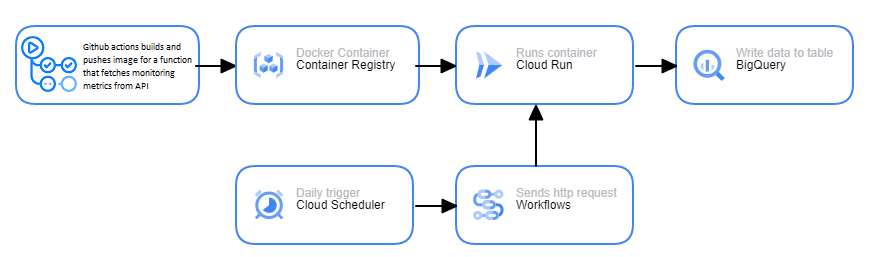 Github actions builds and
pushes image for a function
that fetches monitoring
metrics from API
Docker Container
Container Registry
Runs container
Cloud Run
Write data to table
BigQuery
Daily trigger
Cloud Scheduler
Sends http request
Workflows